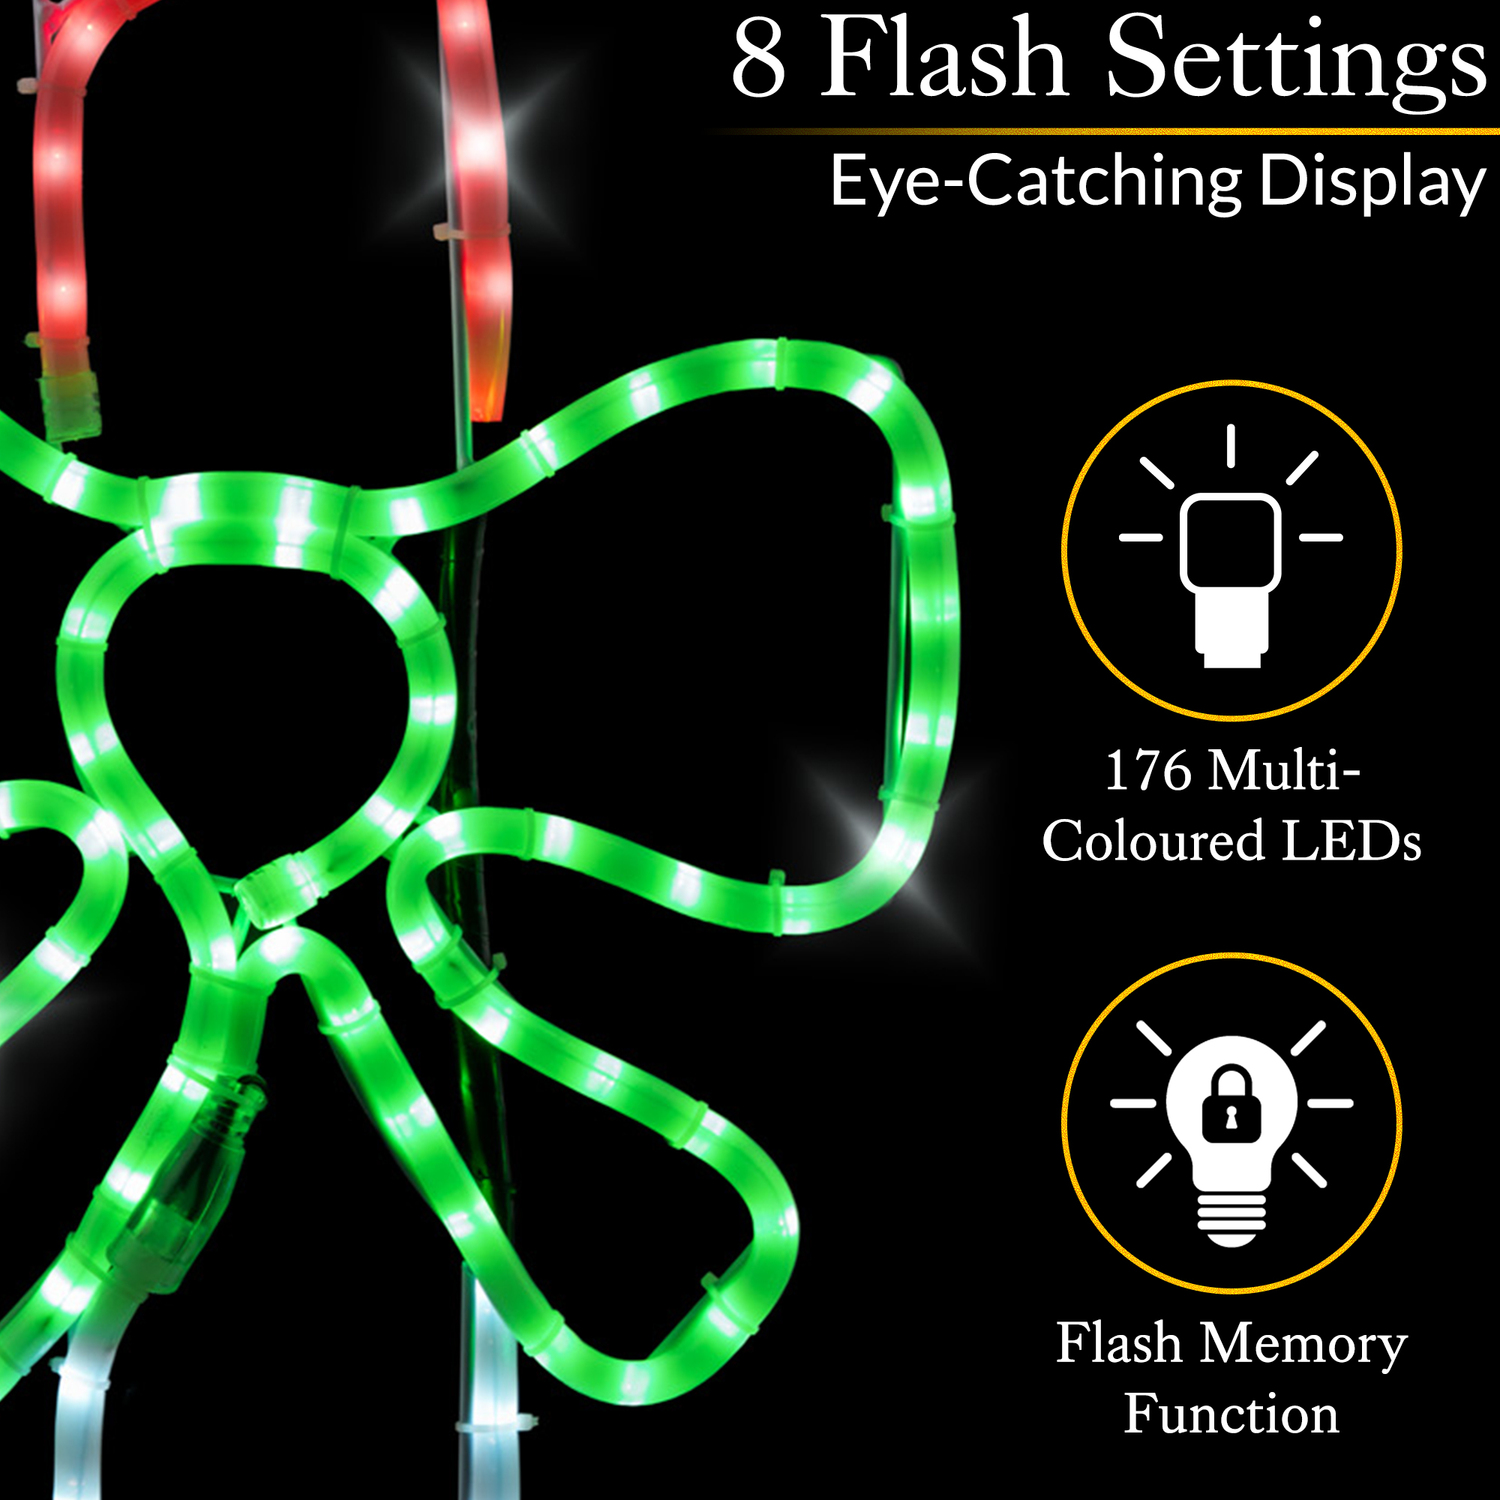 8 Flash Settings
Eye-Catching Display
176 Multi-
Coloured LEDs
Flash Memory
Function